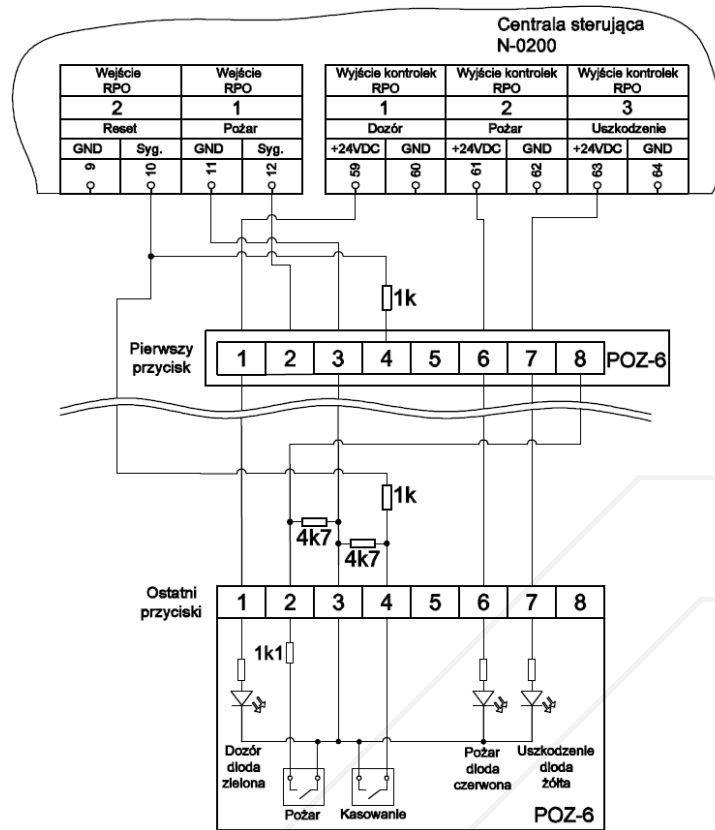 Centrala sterująca
N-0200
Wejście RPO Wejście RPO Wyjście kontrolek RPO Wyjście kontrolek RPO Wyjście kontrolek RPO
2 1 1 2 3
Reset Pożar Dozór Pożar Uszkodzenie
GND Syg. GND Syg. +24VDC GND +24VDC GND +24VDC GND
9 10 11 12 59 60 61 62 63 64
1k
Pierwszy
przycisk
1 2 3 4 5 6 7 8 POZ-6
1k
4k7
4k7
Ostatni
przyciski
1 2 3 4 5 6 7 8
1k1
Dozór
dioda
zielona
Pożar
Kasowanie
Pożar
dioda
czerwona
Uszkodzenie
dioda
żółta
POZ-6